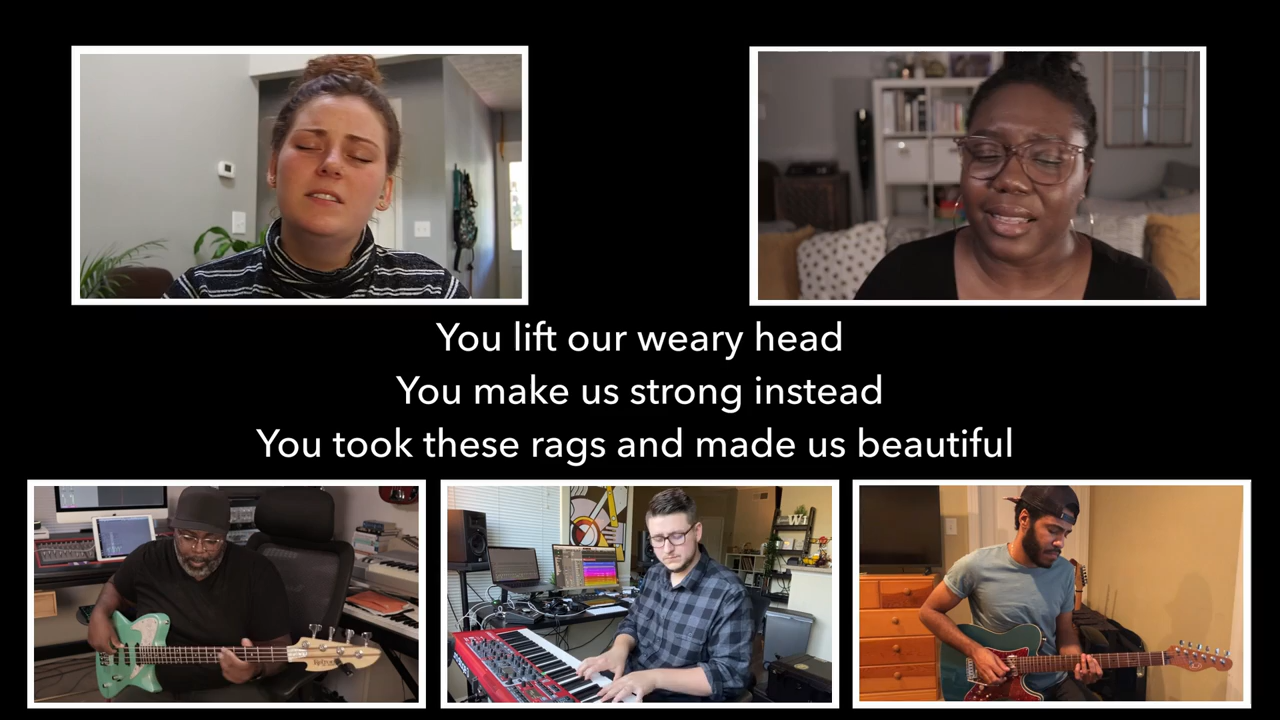 You lift our weary head
You make us strong instead
You took these rags and made us beautiful